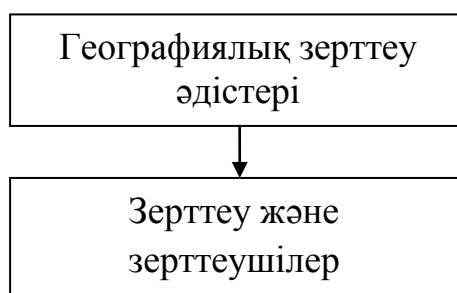 Географиялық зерттеу
әдістері
Зерттеу және
зерттеушілер